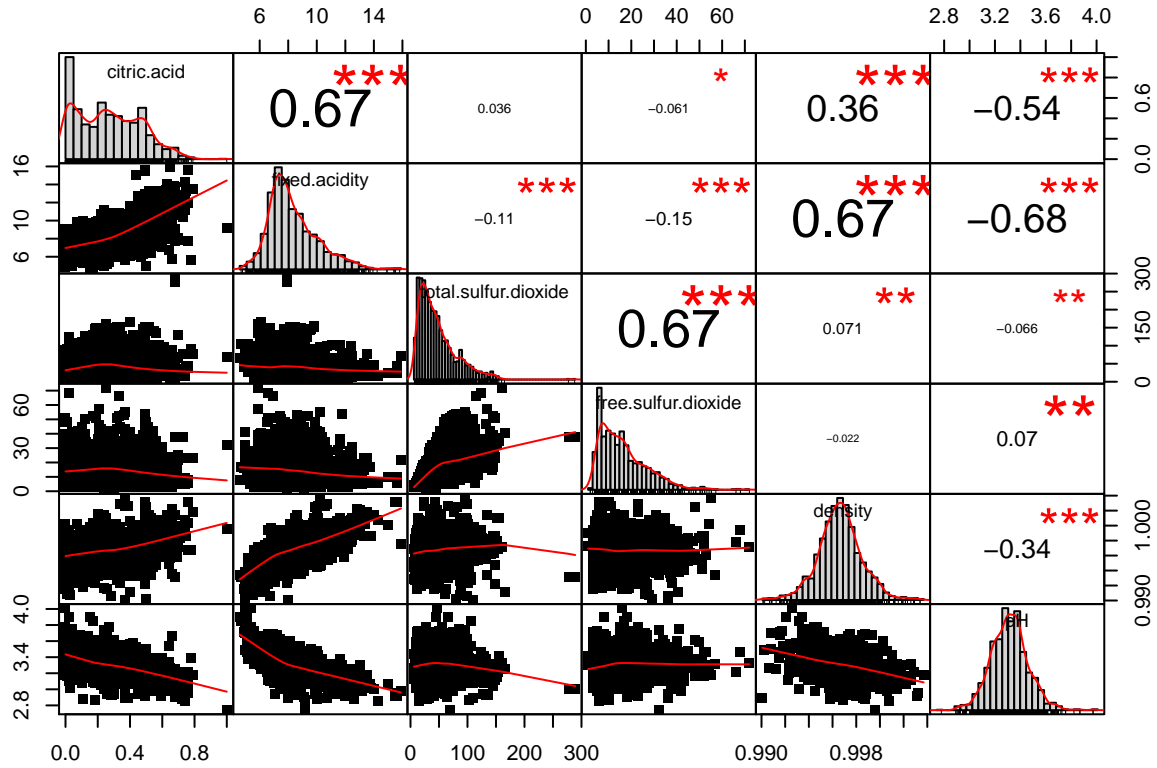 6 10 14 0 20 40 60 2.8 3.2 3.6 4.0
citric.acid 0.67 *** 0.036 −0.061 * 0.36 *** −0.54 *** 0.0 0.6
6 10 16 fixed.acidity −0.11 *** −0.15 *** 0.67 *** −0.68 ***
total.sulfur.dioxide 0.67 *** 0.071 ** −0.066 ** 0 150 300
0 30 60 free.sulfur.dioxide −0.022 0.07 **
density −0.34 *** 0.990 1.000
2.8 3.4 4.0 pH
0.0 0.4 0.8 0 100 200 300 0.990 0.998